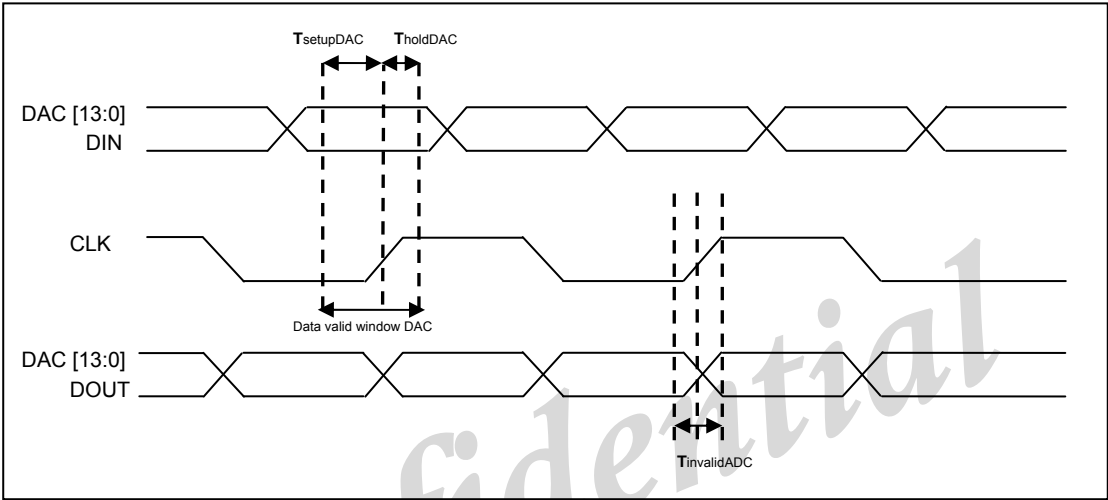 TsetupDAC TholdDAC
DAC [13:0]
DIN
CLK
Data valid window DAC
DAC [13:0]
DOUT
TinvalidADC
fidential